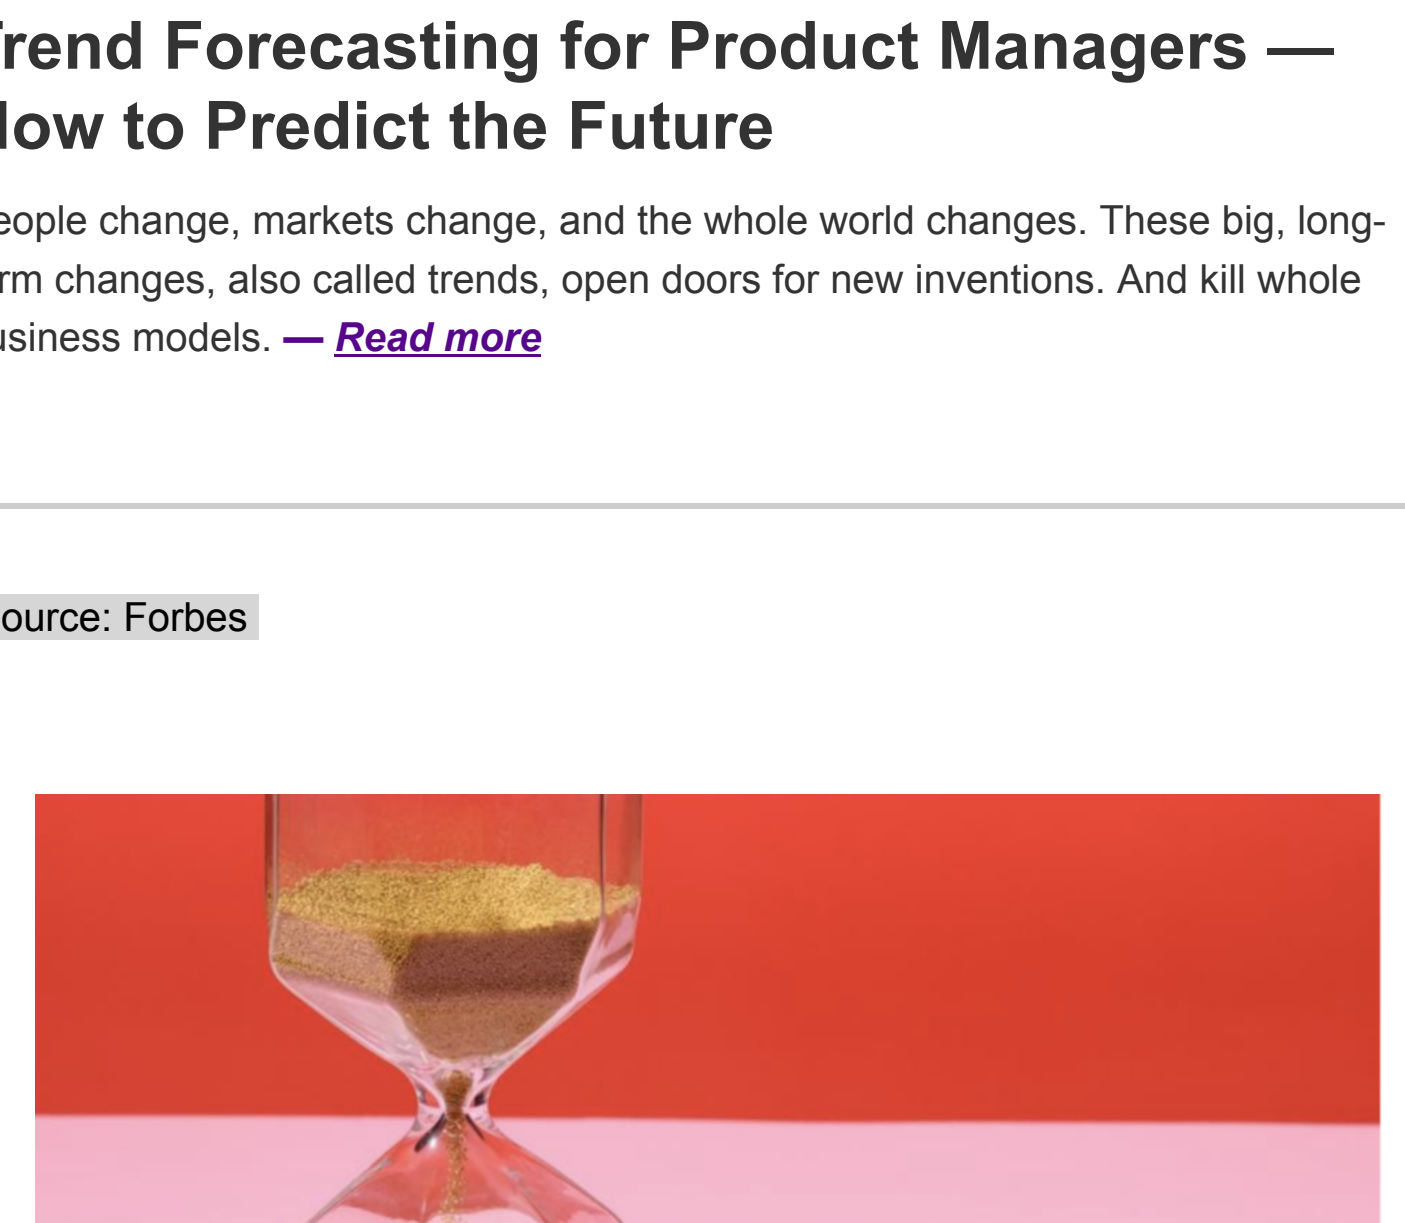 Trend Forecasting for Product Managers —
How to Predict the Future
eople change, markets change, and the whole world changes. These big, long-
rm changes, also called trends, open doors for new inventions. And kill whole
usiness models. — Read more
ource: Forbes